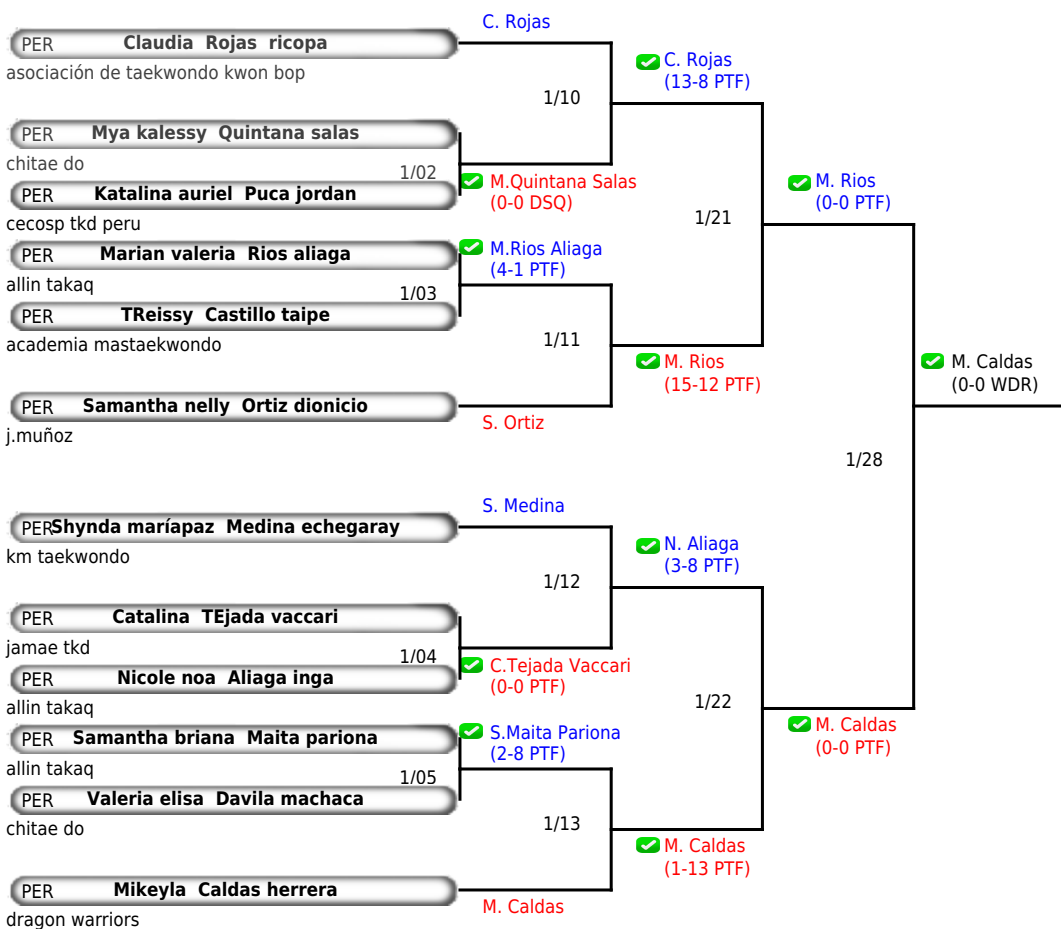 C. Rojas
PER Claudia Rojas ricopa
asociación de taekwondo kwon bop
C. Rojas
(13-8 PTF)
1/10
PER Mya kalessy Quintana salas
chitae do
1/02
M.Quintana Salas
(0-0 DSQ)
M. Rios
(0-0 PTF)
PER Katalina auriel Puca jordan
cecosp tkd peru
1/21
PER Marian valeria Rios aliaga
allin takaq
M.Rios Aliaga
(4-1 PTF)
1/03
PER TReissy Castillo taipe
academia mastaekwondo
1/11
M. Rios
(15-12 PTF)
M. Caldas
(0-0 WDR)
PER Samantha nelly Ortiz dionicio
j.muñoz
S. Ortiz
1/28
S. Medina
PER Shynda maríapaz Medina echegaray
km taekwondo
N. Aliaga
(3-8 PTF)
1/12
PER Catalina TEjada vaccari
jamae tkd
1/04
C.Tejada Vaccari
(0-0 PTF)
PER Nicole noa Aliaga inga
allin takaq
1/22
PER Samantha briana Maita pariona
allin takaq
S.Maita Pariona
(2-8 PTF)
M. Caldas
(0-0 PTF)
1/05
PER Valeria elisa Davila machaca
chitae do
1/13
M. Caldas
(1-13 PTF)
PER Mikeyla Caldas herrera
dragon warriors
M. Caldas